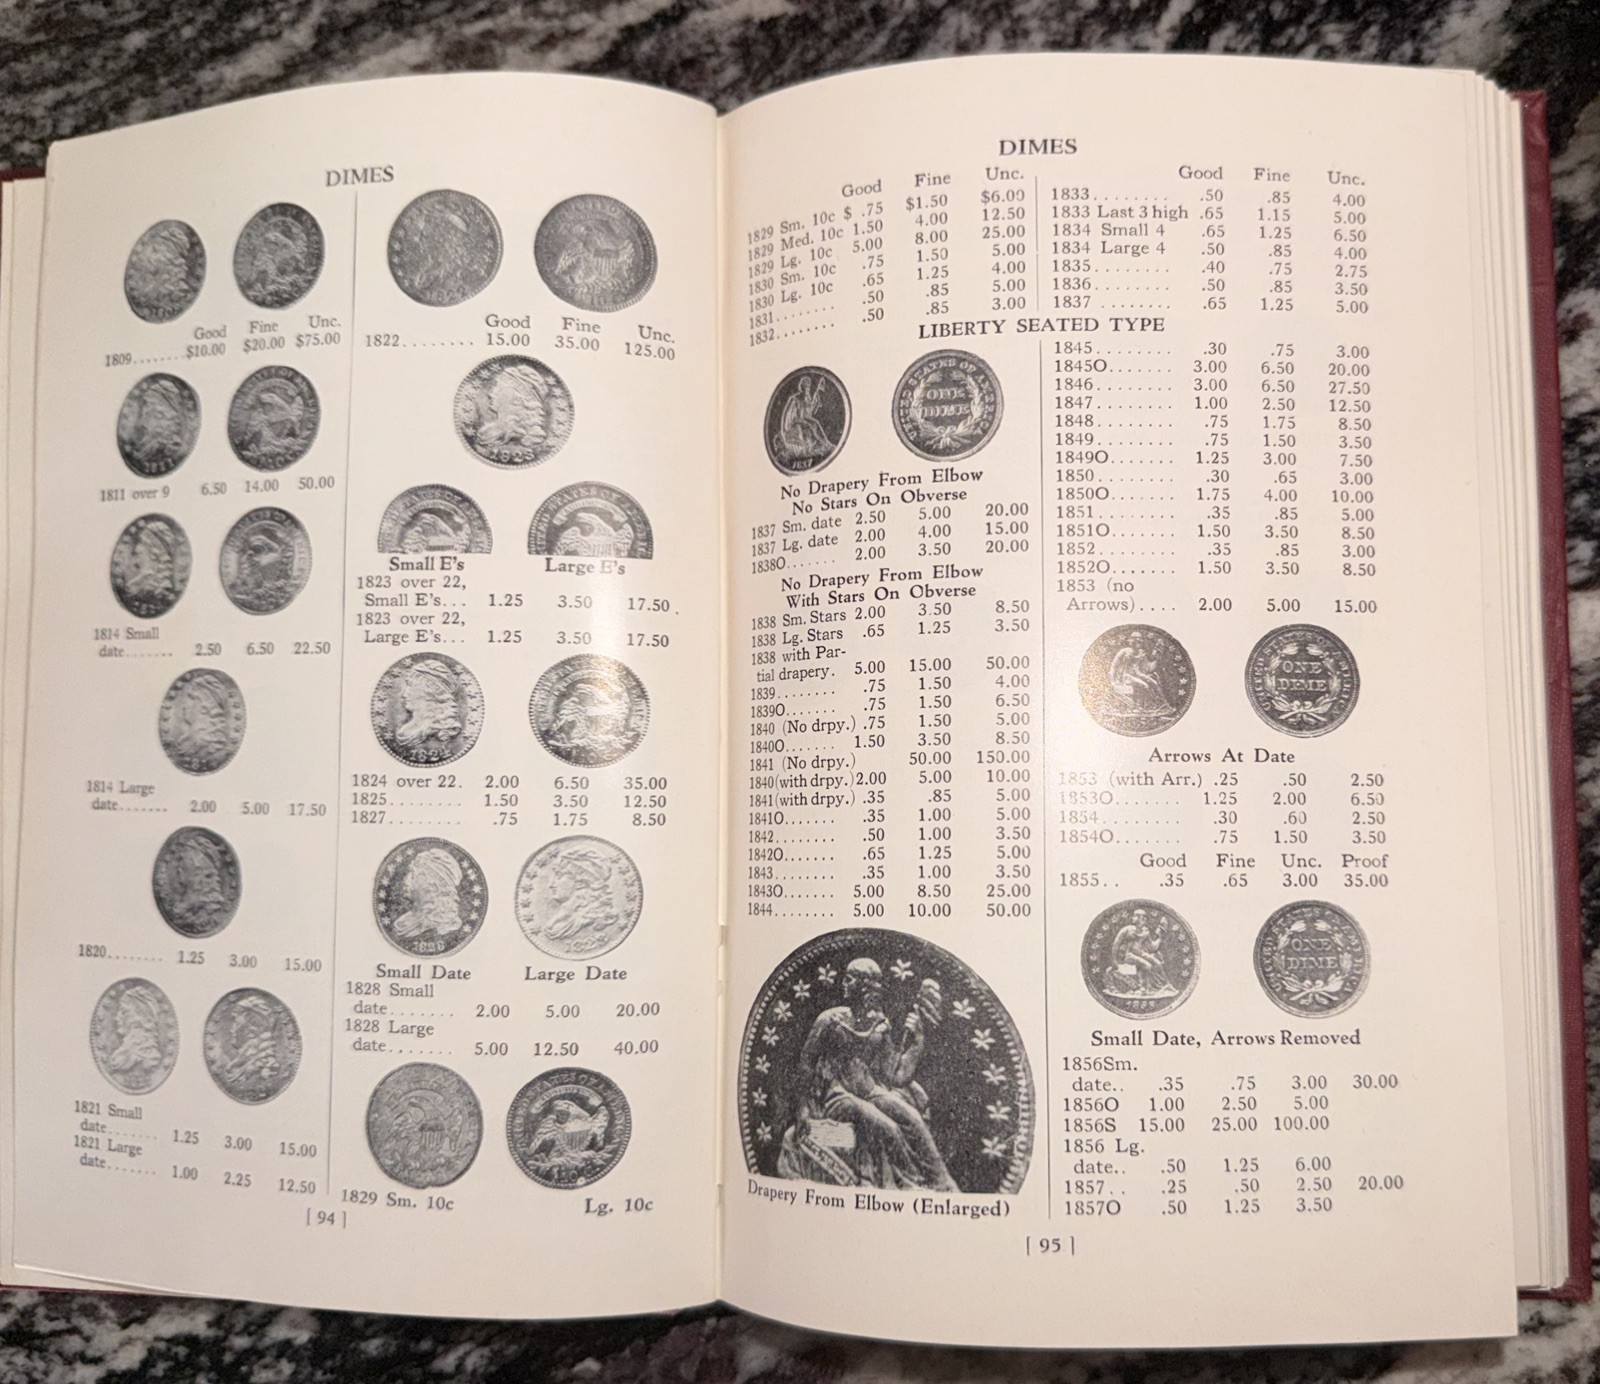 DIMES
Good Fine Unc.
1809........$10.00 $20.00 $75.00
1811 over 9 6.50 14.00 50.00
1814 Small
date....... 2.50 6.50 22.50
1814 Large
date....... 2.00 5.00 17.50
1820........ 1.25 3.00 15.00
1821 Small
date....... 1.25 3.00 15.00
1821 Large
date....... 1.00 2.25 12.50
Good Fine Unc.
1822........ 15.00 35.00 125.00
Small E's Large E's
1823 over 22,
Small E's... 1.25 3.50 17.50
1823 over 22,
Large E's... 1.25 3.50 17.50
1824 over 22. 2.00 6.50 35.00
1825........ 1.50 3.50 12.50
1827........ .75 1.75 8.50
Small Date Large Date
1828 Small
date....... 2.00 5.00 20.00
1828 Large
date....... 5.00 12.50 40.00
1829 Sm. 10c Lg. 10c
[ 94 ]
DIMES
Good Fine Unc.
1829 Sm. 10c $ .75 $1.50 $6.00
1829 Med. 10c 1.50 4.00 12.50
1829 Lg. 10c 5.00 8.00 25.00
1830 Sm. 10c .75 1.50 5.00
1830 Lg. 10c .65 1.25 4.00
1831........ .50 .85 5.00
1832........ .50 .85 3.00
Good Fine Unc.
1833........ .50 .85 4.00
1833 Last 3 high .65 1.15 5.00
1834 Small 4 .65 1.25 6.50
1834 Large 4 .50 .85 4.00
1835........ .40 .75 2.75
1836........ .50 .85 3.50
1837 ........ .65 1.25 5.00
LIBERTY SEATED TYPE
No Drapery From Elbow
No Stars On Obverse
1837 Sm. date 2.50 5.00 20.00
1837 Lg. date 2.00 4.00 15.00
1838O....... 2.00 3.50 20.00
No Drapery From Elbow
With Stars On Obverse
1838 Sm. Stars 2.00 3.50 8.50
1838 Lg. Stars .65 1.25 3.50
1838 with Par-
tial drapery. 5.00 15.00 50.00
1839........ .75 1.50 4.00
1839O....... .75 1.50 6.50
1840 (No drpy.) .75 1.50 5.00
1840O....... 1.50 3.50 8.50
1841 (No drpy.) 50.00 150.00
1840(with drpy.)2.00 5.00 10.00
1841(with drpy.) .35 .85 5.00
1841O....... .35 1.00 5.00
1842........ .50 1.00 3.50
1842O....... .65 1.25 5.00
1843........ .35 1.00 3.50
1843O....... 5.00 8.50 25.00
1844........ 5.00 10.00 50.00
Drapery From Elbow (Enlarged)
1845........ .30 .75 3.00
1845O....... 3.00 6.50 20.00
1846........ 3.00 6.50 27.50
1847........ 1.00 2.50 12.50
1848........ .75 1.75 8.50
1849........ .75 1.50 3.50
1849O....... 1.25 3.00 7.50
1850........ .30 .65 3.00
1850O....... 1.75 4.00 10.00
1851........ .35 .85 5.00
1851O....... 1.50 3.50 8.50
1852........ .35 .85 3.00
1852O....... 1.50 3.50 8.50
1853 (no
Arrows).... 2.00 5.00 15.00
Arrows At Date
1853 (with Arr.) .25 .50 2.50
1853O....... 1.25 2.00 6.50
1854........ .30 .60 2.50
1854O....... .75 1.50 3.50
Good Fine Unc. Proof
1855.. .35 .65 3.00 35.00
Small Date, Arrows Removed
1856Sm.
date.. .35 .75 3.00 30.00
1856O 1.00 2.50 5.00
1856S 15.00 25.00 100.00
1856 Lg.
date.. .50 1.25 6.00
1857.. .25 .50 2.50 20.00
1857O .50 1.25 3.50
[ 95 ]